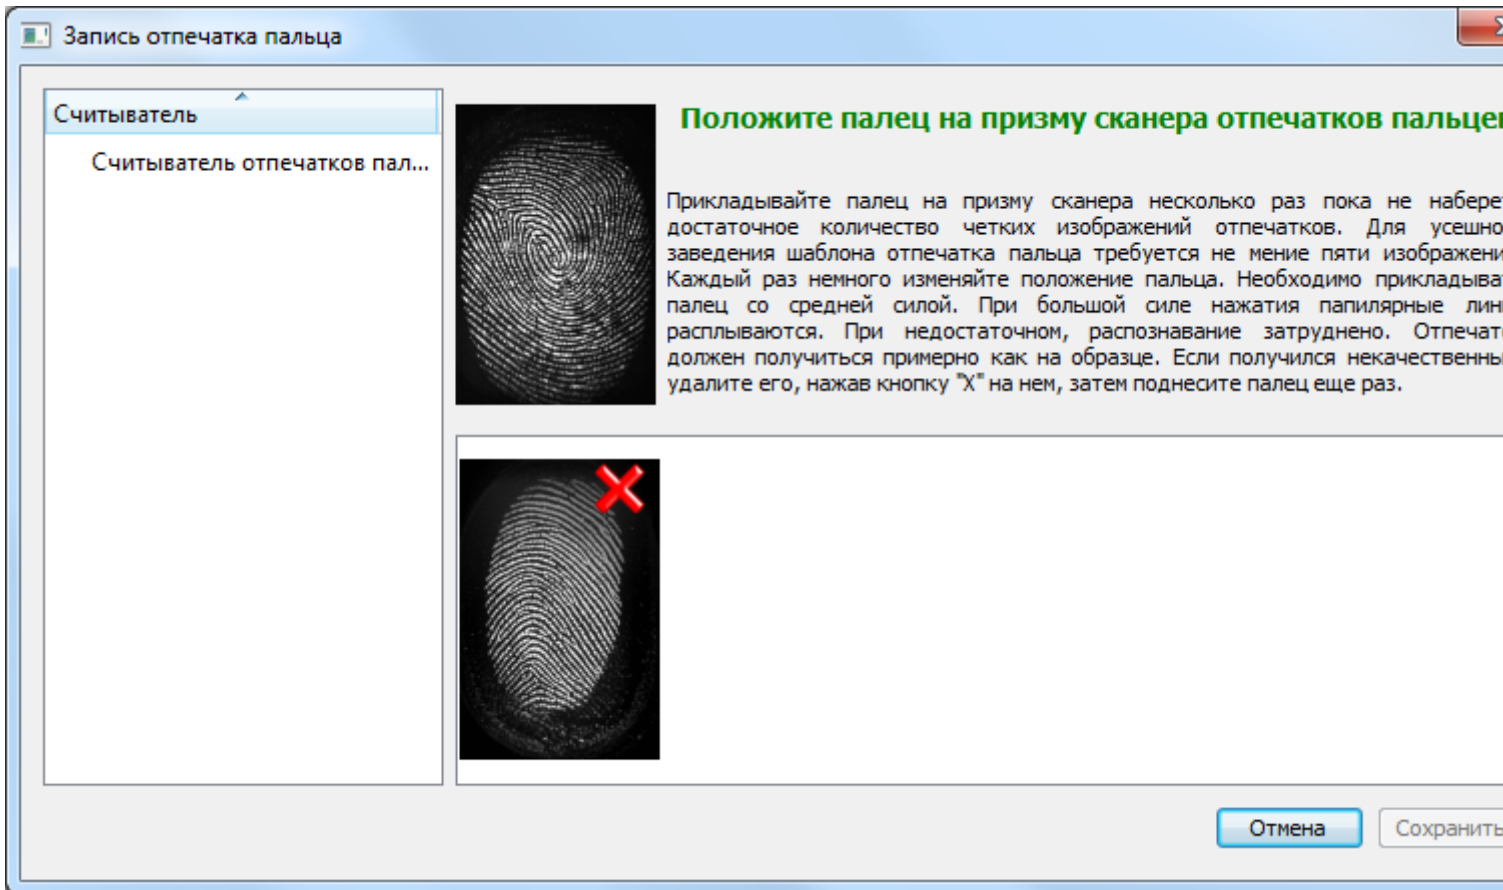 Запись отпечатка пальца
Считыватель
Считыватель отпечатков пал...
Положите палец на призму сканера отпечатков пальце
Прикладывайте палец на призму сканера несколько раз пока не наберет
достаточное количество четких изображений отпечатков. Для усешно
заведения шаблона отпечатка пальца требуется не мение пяти изображени
Каждый раз немного изменяйте положение пальца. Необходимо прикладыват
палец со средней силой. При большой силе нажатия папилярные лин
расплываются. При недостаточном, распознавание затруднено. Отпечат
должен получиться примерно как на образце. Если получился некачественны
удалите его, нажав кнопку "X" на нем, затем поднесите палец еще раз.
Отмена
Сохранить